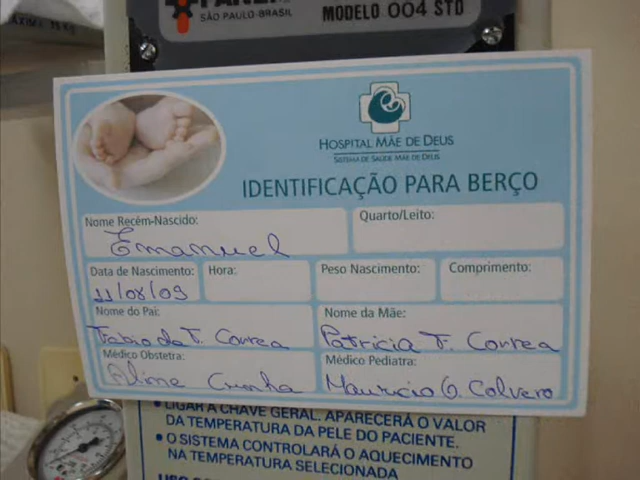 SÃO PAULO-BRASIL
MODELO 004 STD
HOSPITAL MÃE DE DEUS
SISTEMA DE SAÚDE MÃE DE DEUS
IDENTIFICAÇÃO PARA BERÇO
Nome Recém-Nascido: Emanuel
Quarto/Leito:
Data de Nascimento: 11/08/09
Hora:
Peso Nascimento:
Comprimento:
Nome do Pai: Fabio da T. Correa
Nome da Mãe: Patricia T. Correa
Médico Obstetra: Aline Cunha
Médico Pediatra: Mauricio G. Calvero
• LIGAR A CHAVE GERAL. APARECERÁ O VALOR
DA TEMPERATURA DA PELE DO PACIENTE.
• O SISTEMA CONTROLARÁ O AQUECIMENTO
NA TEMPERATURA SELECIONADA